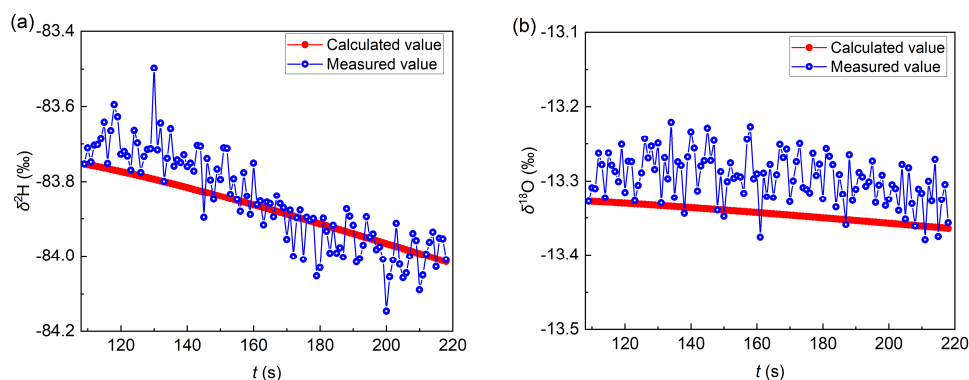 (a)
-83.4
-83.6
-83.8
-84.0
-84.2
δ²H (‰)
Calculated value
Measured value
120
140
160
180
200
220
t (s)
(b)
-13.1
-13.2
-13.3
-13.4
-13.5
δ¹⁸O (‰)
Calculated value
Measured value
120
140
160
180
200
220
t (s)